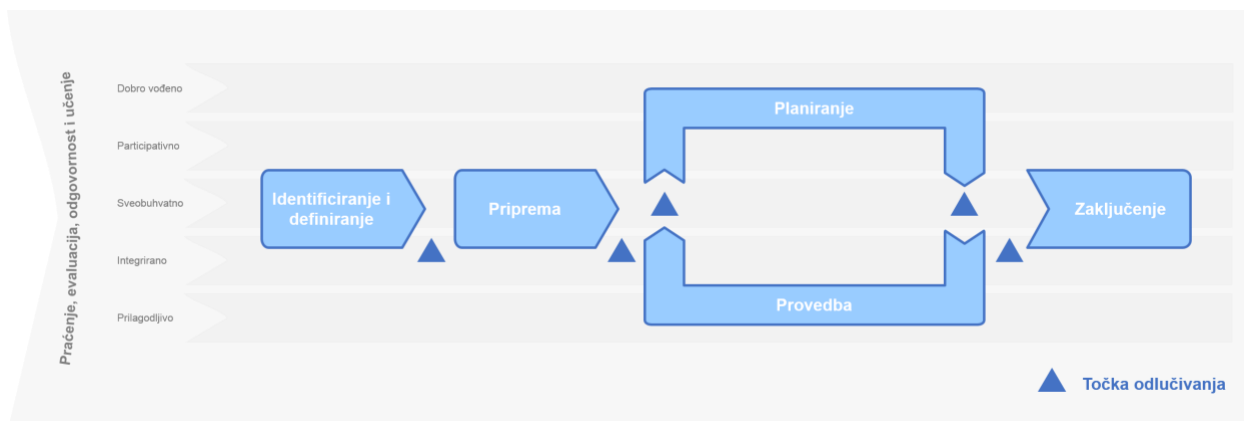 Praćenje, evaluacija, odgovornost i učenje
Dobro vođeno
Participativno
Sveobuhvatno
Integrirano
Prilagodljivo
Identificiranje i
definiranje
Priprema
Planiranje
Provedba
Zaključenje
Točka odlučivanja